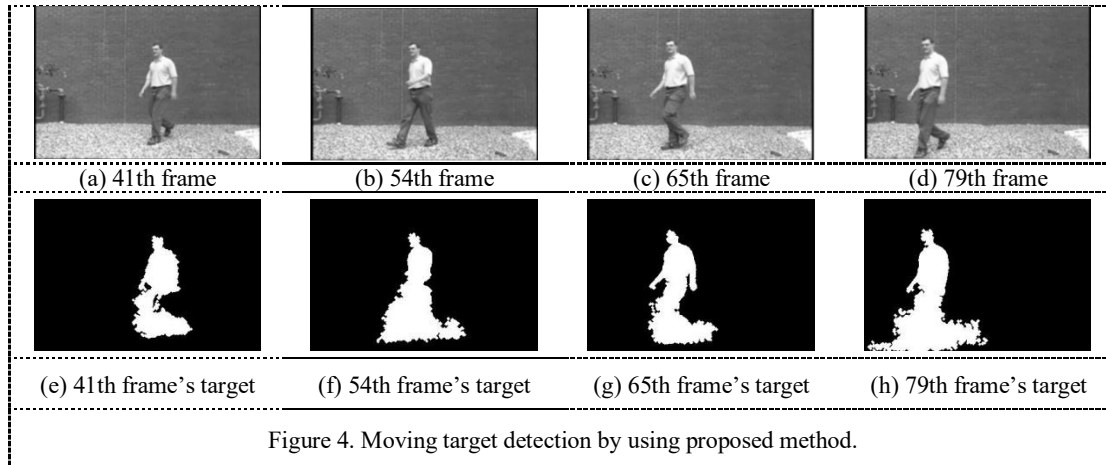 (a) 41th frame (b) 54th frame (c) 65th frame (d) 79th frame
(e) 41th frame’s target (f) 54th frame’s target (g) 65th frame’s target (h) 79th frame’s target
Figure 4. Moving target detection by using proposed method.